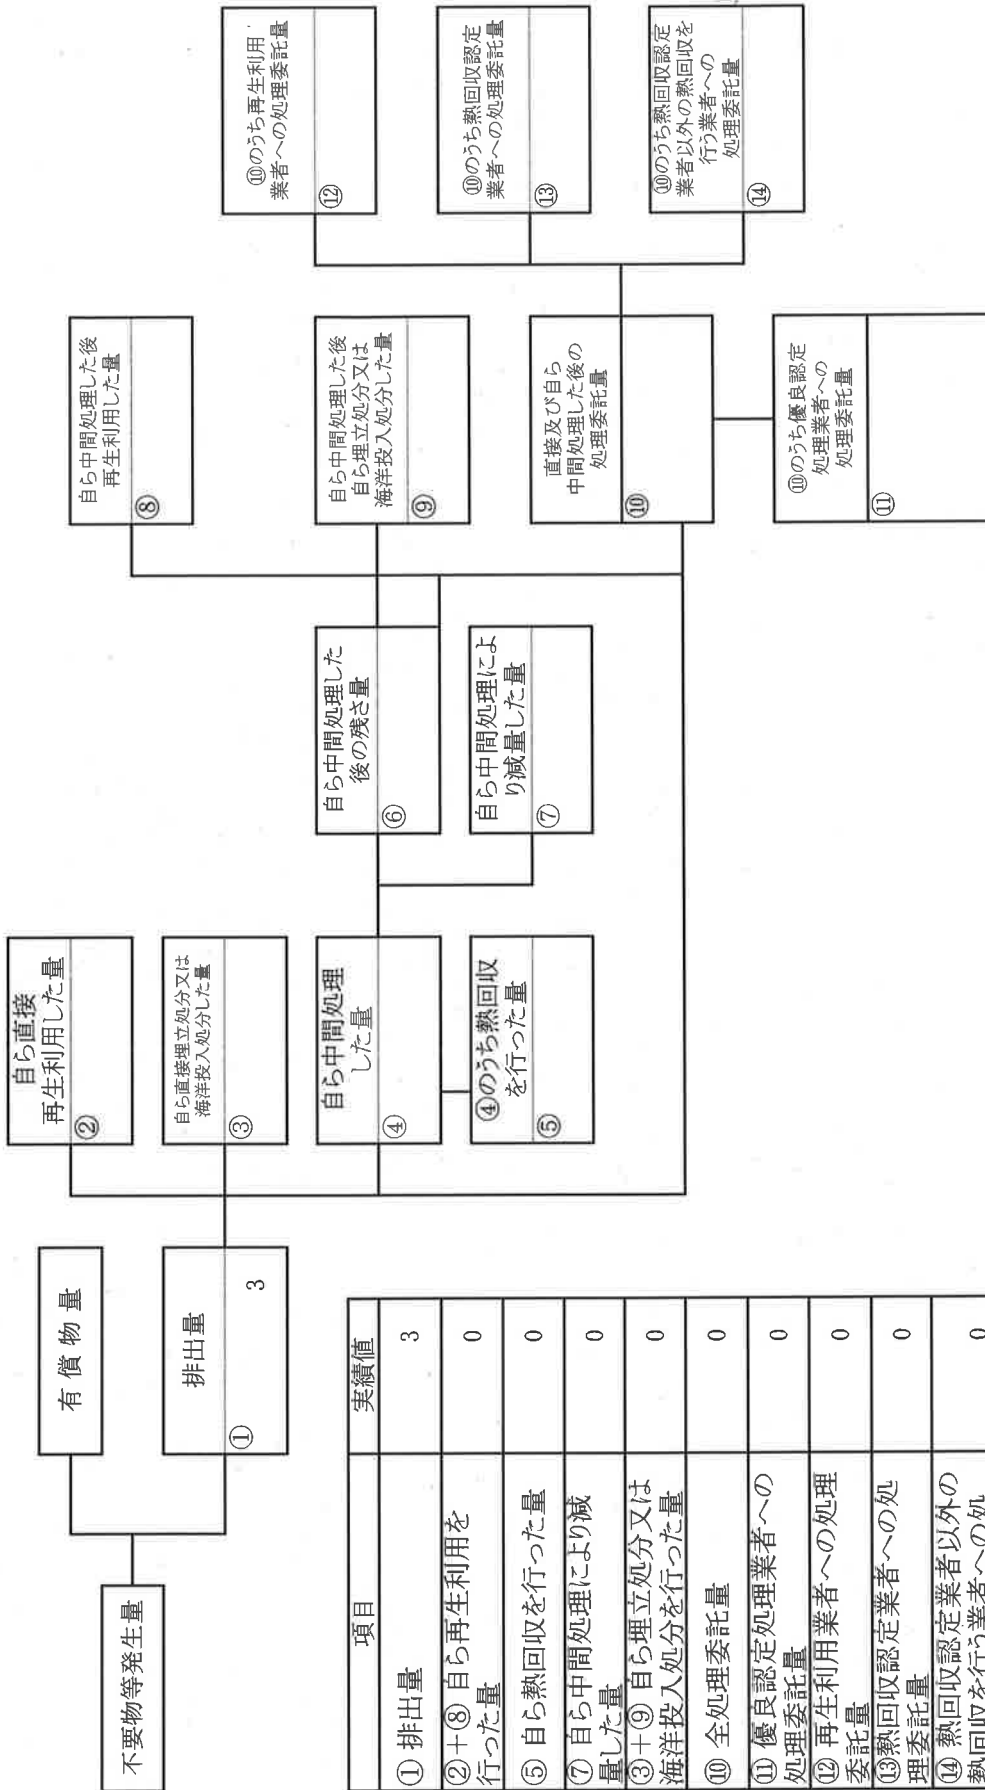 不要物等発生量
有償物量
排出量
①
3
自ら直接
再生利用した量
②
自ら直接埋立処分又は
海洋投入処分した量
③
自ら中間処理
した量
④
④のうち熱回収
を行った量
⑤
自ら中間処理した
後の残さ量
⑥
自ら中間処理によ
り減量した量
⑦
自ら中間処理した後
再生利用した量
⑧
自ら中間処理した後
自ら埋立処分又は
海洋投入処分した量
⑨
直接及び自ら
中間処理した後の
処理委託量
⑩
⑩のうち優良認定
処理業者への
処理委託量
⑪
⑩のうち再生利用
業者への処理委託量
⑫
⑩のうち熱回収認定
業者への処理委託量
⑬
⑩のうち熱回収認定
業者以外の熱回収を
行う業者への
処理委託量
⑭
項目 実績値
①排出量 3
②+⑧自ら再生利用を
行った量 0
⑤自ら熱回収を行った量 0
⑦自ら中間処理により減
量した量 0
③+⑨自ら埋立処分又は
海洋投入処分を行った量 0
⑩全処理委託量 0
⑪優良認定処理業者への
処理委託量 0
⑫再生利用業者への処理
委託量 0
⑬熱回収認定業者への処
理委託量 0
⑭熱回収認定業者以外の
熱回収を行う業者への処 0